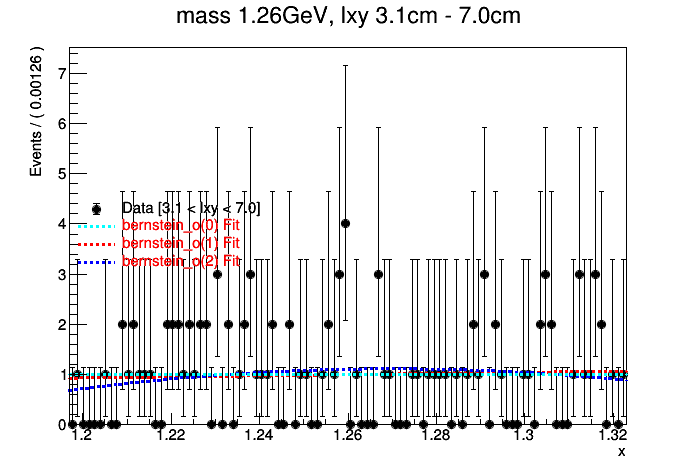 mass 1.26GeV, lxy 3.1cm - 7.0cm
Events / ( 0.00126 )
7
6
5
4
3
2
1
0
Data [3.1 < lxy < 7.0]
bernstein_o(0) Fit
bernstein_o(1) Fit
bernstein_o(2) Fit
1.2
1.22
1.24
1.26
1.28
1.3
1.32
x